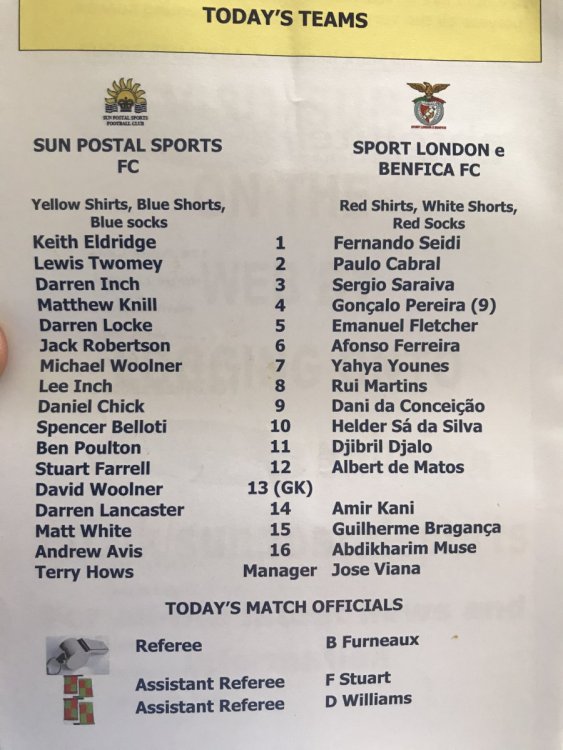 TODAY'S TEAMS
SUN POSTAL SPORTS
FOOTBALL CLUB
SPORT LONDON E BENFICA
SUN POSTAL SPORTS
FC
SPORT LONDON e
BENFICA FC
Yellow Shirts, Blue Shorts,
Blue socks
Red Shirts, White Shorts,
Red Socks
Keith Eldridge 1 Fernando Seidi
Lewis Twomey 2 Paulo Cabral
Darren Inch 3 Sergio Saraiva
Matthew Knill 4 Gonçalo Pereira (9)
Darren Locke 5 Emanuel Fletcher
Jack Robertson 6 Afonso Ferreira
Michael Woolner 7 Yahya Younes
Lee Inch 8 Rui Martins
Daniel Chick 9 Dani da Conceição
Spencer Belloti 10 Helder Sá da Silva
Ben Poulton 11 Djibril Djalo
Stuart Farrell 12 Albert de Matos
David Woolner 13 (GK)
Darren Lancaster 14 Amir Kani
Matt White 15 Guilherme Bragança
Andrew Avis 16 Abdikharim Muse
Terry Hows Manager Jose Viana
TODAY'S MATCH OFFICIALS
Referee B Furneaux
Assistant Referee F Stuart
Assistant Referee D Williams